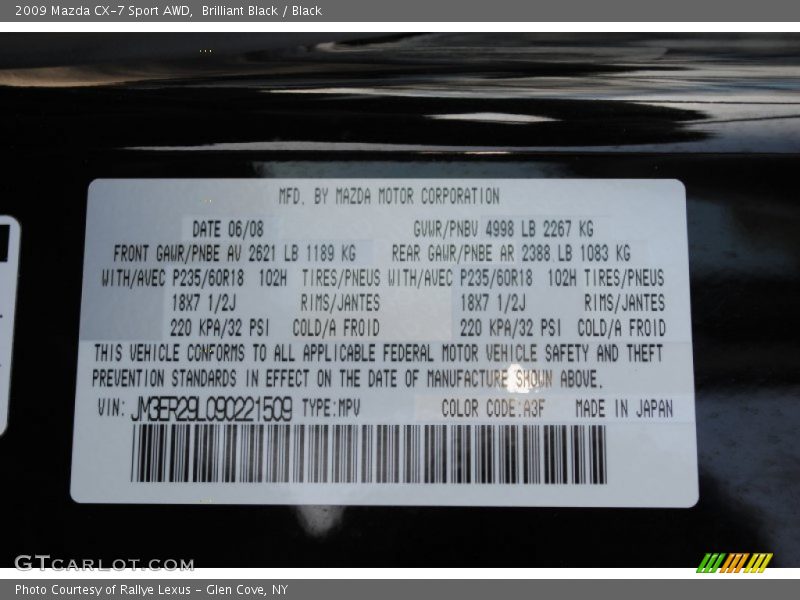 2009 Mazda CX-7 Sport AWD, Brilliant Black / Black
MFD. BY MAZDA MOTOR CORPORATION
DATE 06/08 GVWR/PNBV 4998 LB 2267 KG
FRONT GAWR/PNBE AV 2621 LB 1189 KG REAR GAWR/PNBE AR 2388 LB 1083 KG
WITH/AVEC P235/60R18 102H TIRES/PNEUS WITH/AVEC P235/60R18 102H TIRES/PNEUS
18X7 1/2J RIMS/JANTES 18X7 1/2J RIMS/JANTES
220 KPA/32 PSI COLD/A FROID 220 KPA/32 PSI COLD/A FROID
THIS VEHICLE CONFORMS TO ALL APPLICABLE FEDERAL MOTOR VEHICLE SAFETY AND THEFT
PREVENTION STANDARDS IN EFFECT ON THE DATE OF MANUFACTURE SHOWN ABOVE.
VIN: JM3ER29L090221509 TYPE:MPV COLOR CODE:A3F MADE IN JAPAN
GTCARLOT.COM
Photo Courtesy of Rallye Lexus - Glen Cove, NY